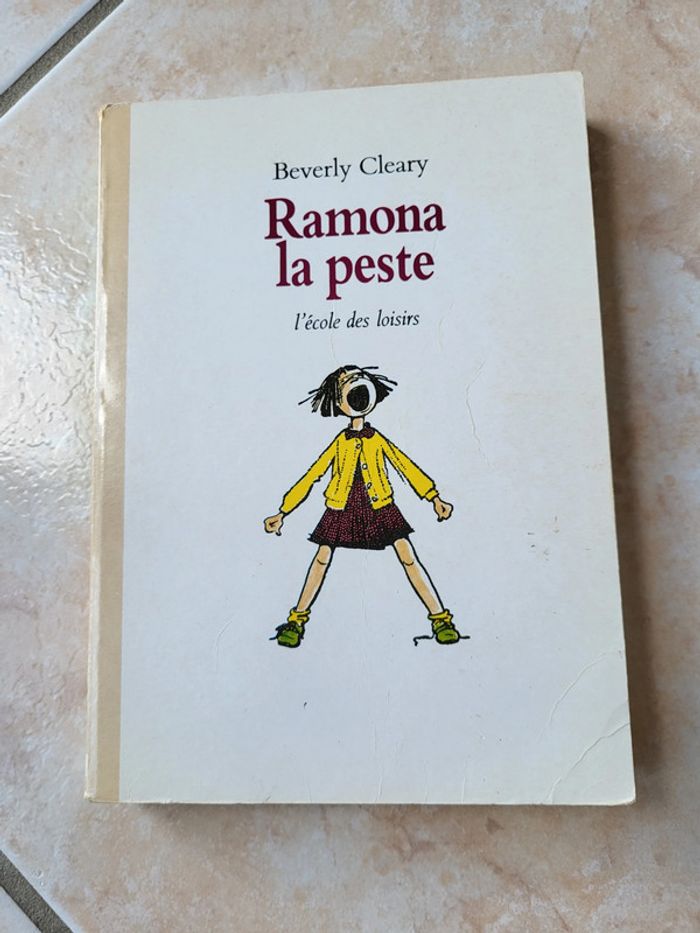 Beverly Cleary
Ramona
la peste
l'école des loisirs